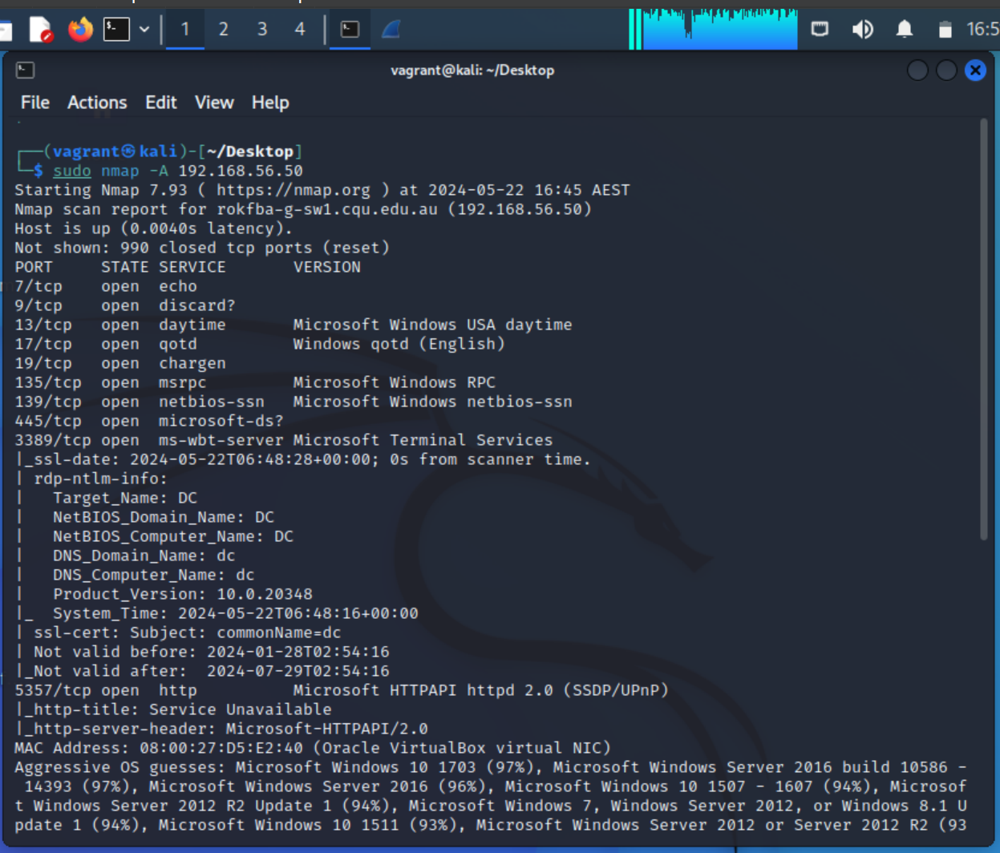 1 2 3 4 16:5
vagrant@kali: ~/Desktop
File Actions Edit View Help
(vagrant㉿kali)-[~/Desktop]
$ sudo nmap -A 192.168.56.50
Starting Nmap 7.93 ( https://nmap.org ) at 2024-05-22 16:45 AEST
Nmap scan report for rokfba-g-sw1.cqu.edu.au (192.168.56.50)
Host is up (0.0040s latency).
Not shown: 990 closed tcp ports (reset)
PORT     STATE SERVICE       VERSION
7/tcp    open  echo
9/tcp    open  discard?
13/tcp   open  daytime       Microsoft Windows USA daytime
17/tcp   open  qotd          Windows qotd (English)
19/tcp   open  chargen
135/tcp  open  msrpc         Microsoft Windows RPC
139/tcp  open  netbios-ssn   Microsoft Windows netbios-ssn
445/tcp  open  microsoft-ds?
3389/tcp open  ms-wbt-server Microsoft Terminal Services
|_ssl-date: 2024-05-22T06:48:28+00:00; 0s from scanner time.
| rdp-ntlm-info:
|   Target_Name: DC
|   NetBIOS_Domain_Name: DC
|   NetBIOS_Computer_Name: DC
|   DNS_Domain_Name: dc
|   DNS_Computer_Name: dc
|   Product_Version: 10.0.20348
|_  System_Time: 2024-05-22T06:48:16+00:00
| ssl-cert: Subject: commonName=dc
| Not valid before: 2024-01-28T02:54:16
|_Not valid after:  2024-07-29T02:54:16
5357/tcp open  http          Microsoft HTTPAPI httpd 2.0 (SSDP/UPnP)
|_http-title: Service Unavailable
|_http-server-header: Microsoft-HTTPAPI/2.0
MAC Address: 08:00:27:D5:E2:40 (Oracle VirtualBox virtual NIC)
Aggressive OS guesses: Microsoft Windows 10 1703 (97%), Microsoft Windows Server 2016 build 10586 -
 14393 (97%), Microsoft Windows Server 2016 (96%), Microsoft Windows 10 1507 - 1607 (94%), Microsof
t Windows Server 2012 R2 Update 1 (94%), Microsoft Windows 7, Windows Server 2012, or Windows 8.1 U
pdate 1 (94%), Microsoft Windows 10 1511 (93%), Microsoft Windows Server 2012 or Server 2012 R2 (93